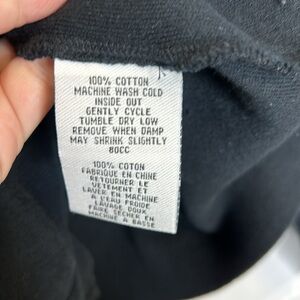 100% COTTON
MACHINE WASH COLD
INSIDE OUT
GENTLY CYCLE
TUMBLE DRY LOW
REMOVE WHEN DAMP
MAY SHRINK SLIGHTLY
80CC
100% COTON
FABRIQUE EN CHINE
RETOURNER LE
VETEMENT ET
LAVER EN MACHINE
A L'EAU FROIDE
LAVAGE DOUX
FAIRE SECHER EN
MACHINE A BASSE